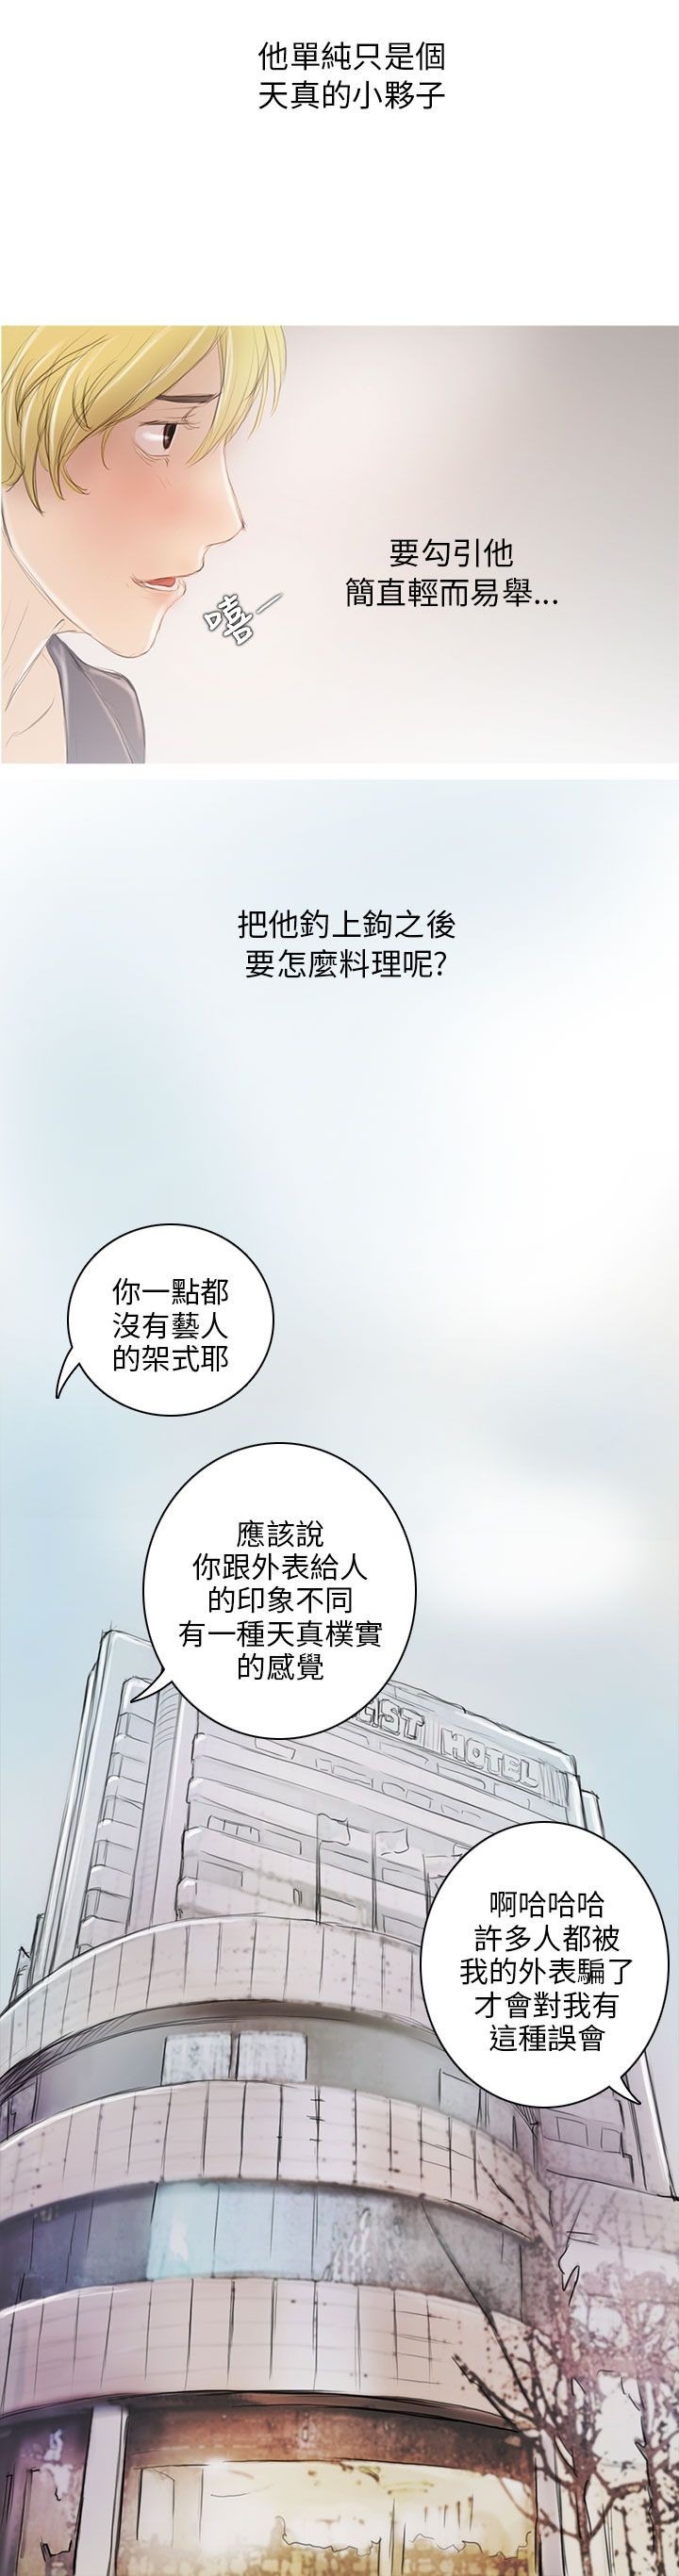 他單純只是個
天真的小夥子
要勾引他
簡直輕而易舉...
嘻
把他釣上鉤之後
要怎麼料理呢?
你一點都
沒有藝人
的架式耶
應該說
你跟外表給人
的印象不同
有一種天真樸實
的感覺
HOTEL
啊哈哈哈
許多人都被
我的外表騙了
才會對我有
這種誤會